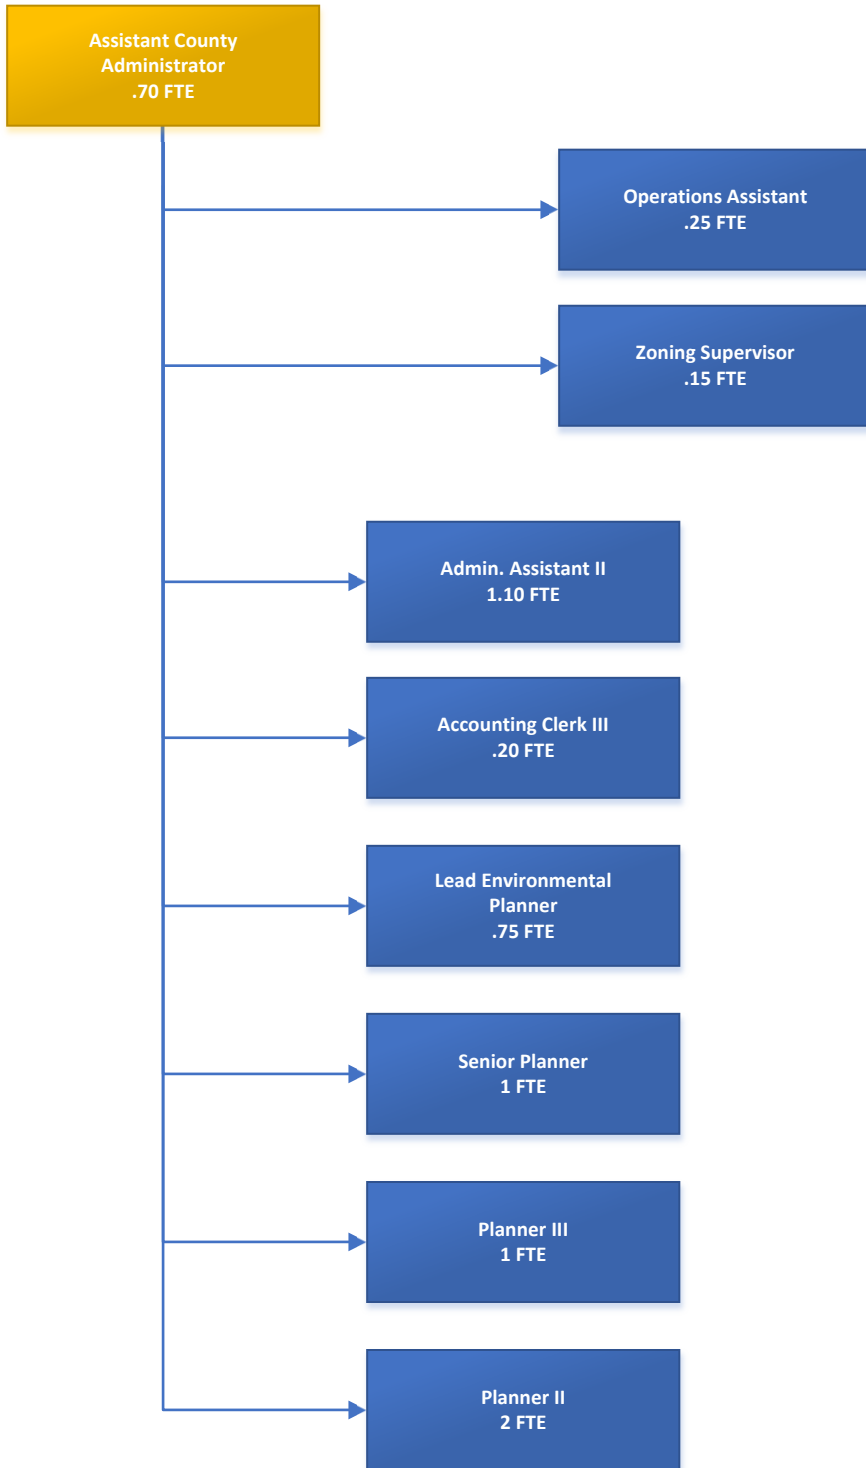 Assistant County
Administrator
.70 FTE
Operations Assistant
.25 FTE
Zoning Supervisor
.15 FTE
Admin. Assistant II
1.10 FTE
Accounting Clerk III
.20 FTE
Lead Environmental
Planner
.75 FTE
Senior Planner
1 FTE
Planner III
1 FTE
Planner II
2 FTE